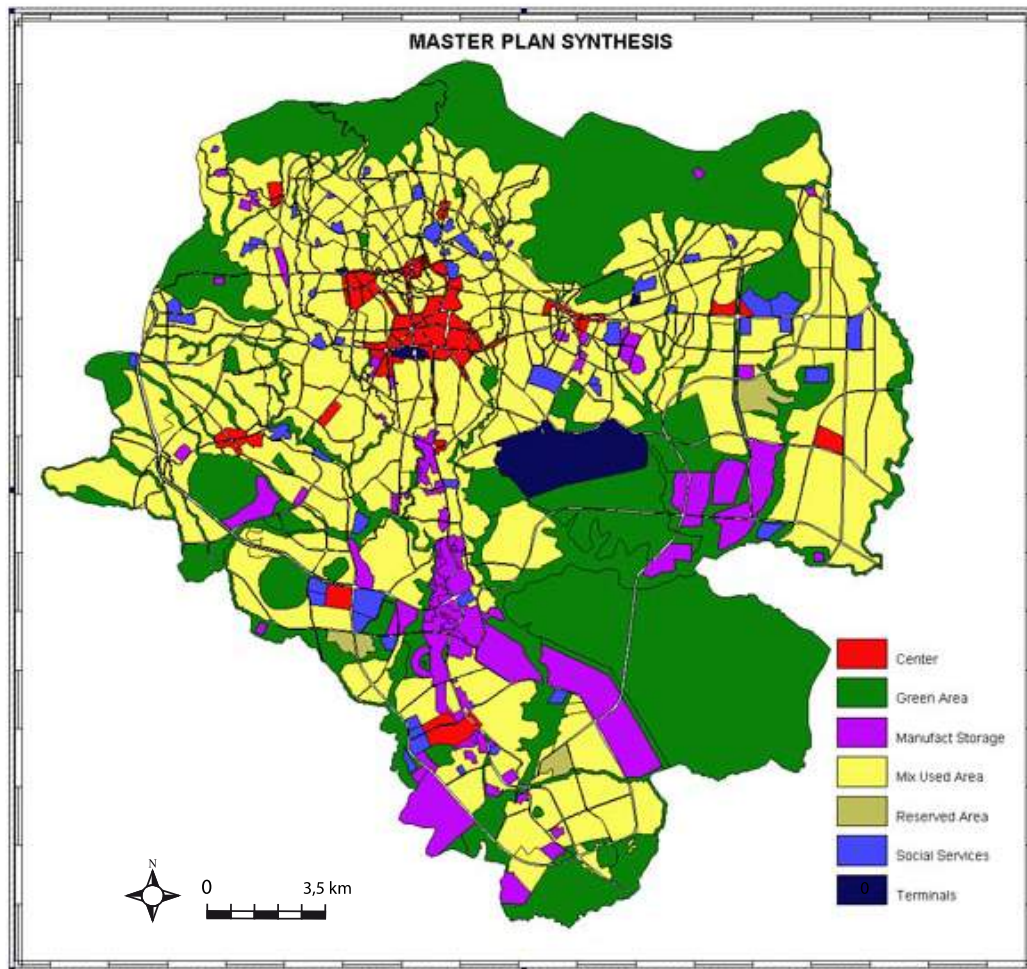 MASTER PLAN SYNTHESIS
Center
Green Area
Manufact Storage
Mix Used Area
Reserved Area
Social Services
0
Terminals
N
0 3,5 km